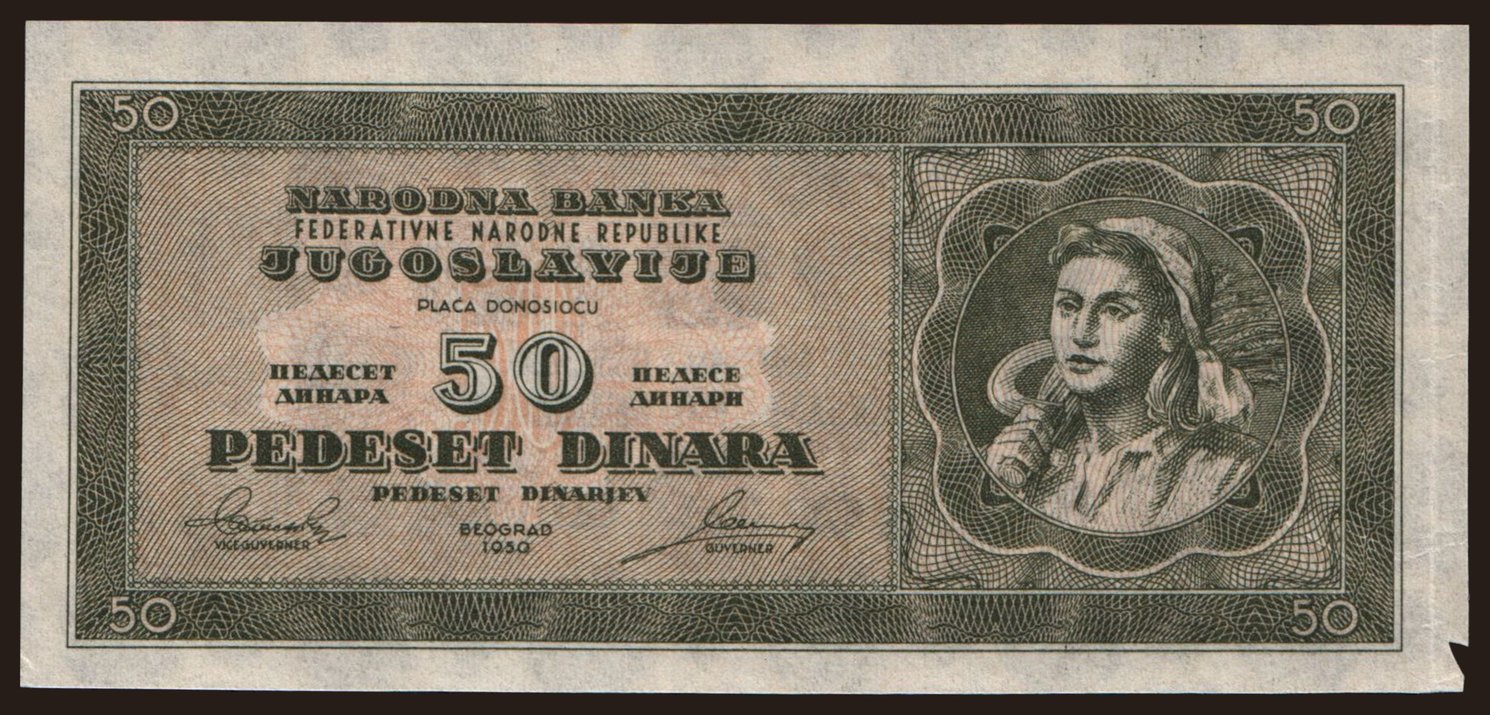 50 50
NARODNA BANKA
FEDERATIVNE NARODNE REPUBLIKE
JUGOSLAVIJE
PLAĆA DONOSIOCU
ПЕДЕСЕТ
ДИНАРА
50
ПЕДЕСЕ
ДИНАРИ
PEDESET DINARA
PEDESET DINARJEV
VICEGUVERNER
BEOGRAD
1950
GUVERNER
50 50